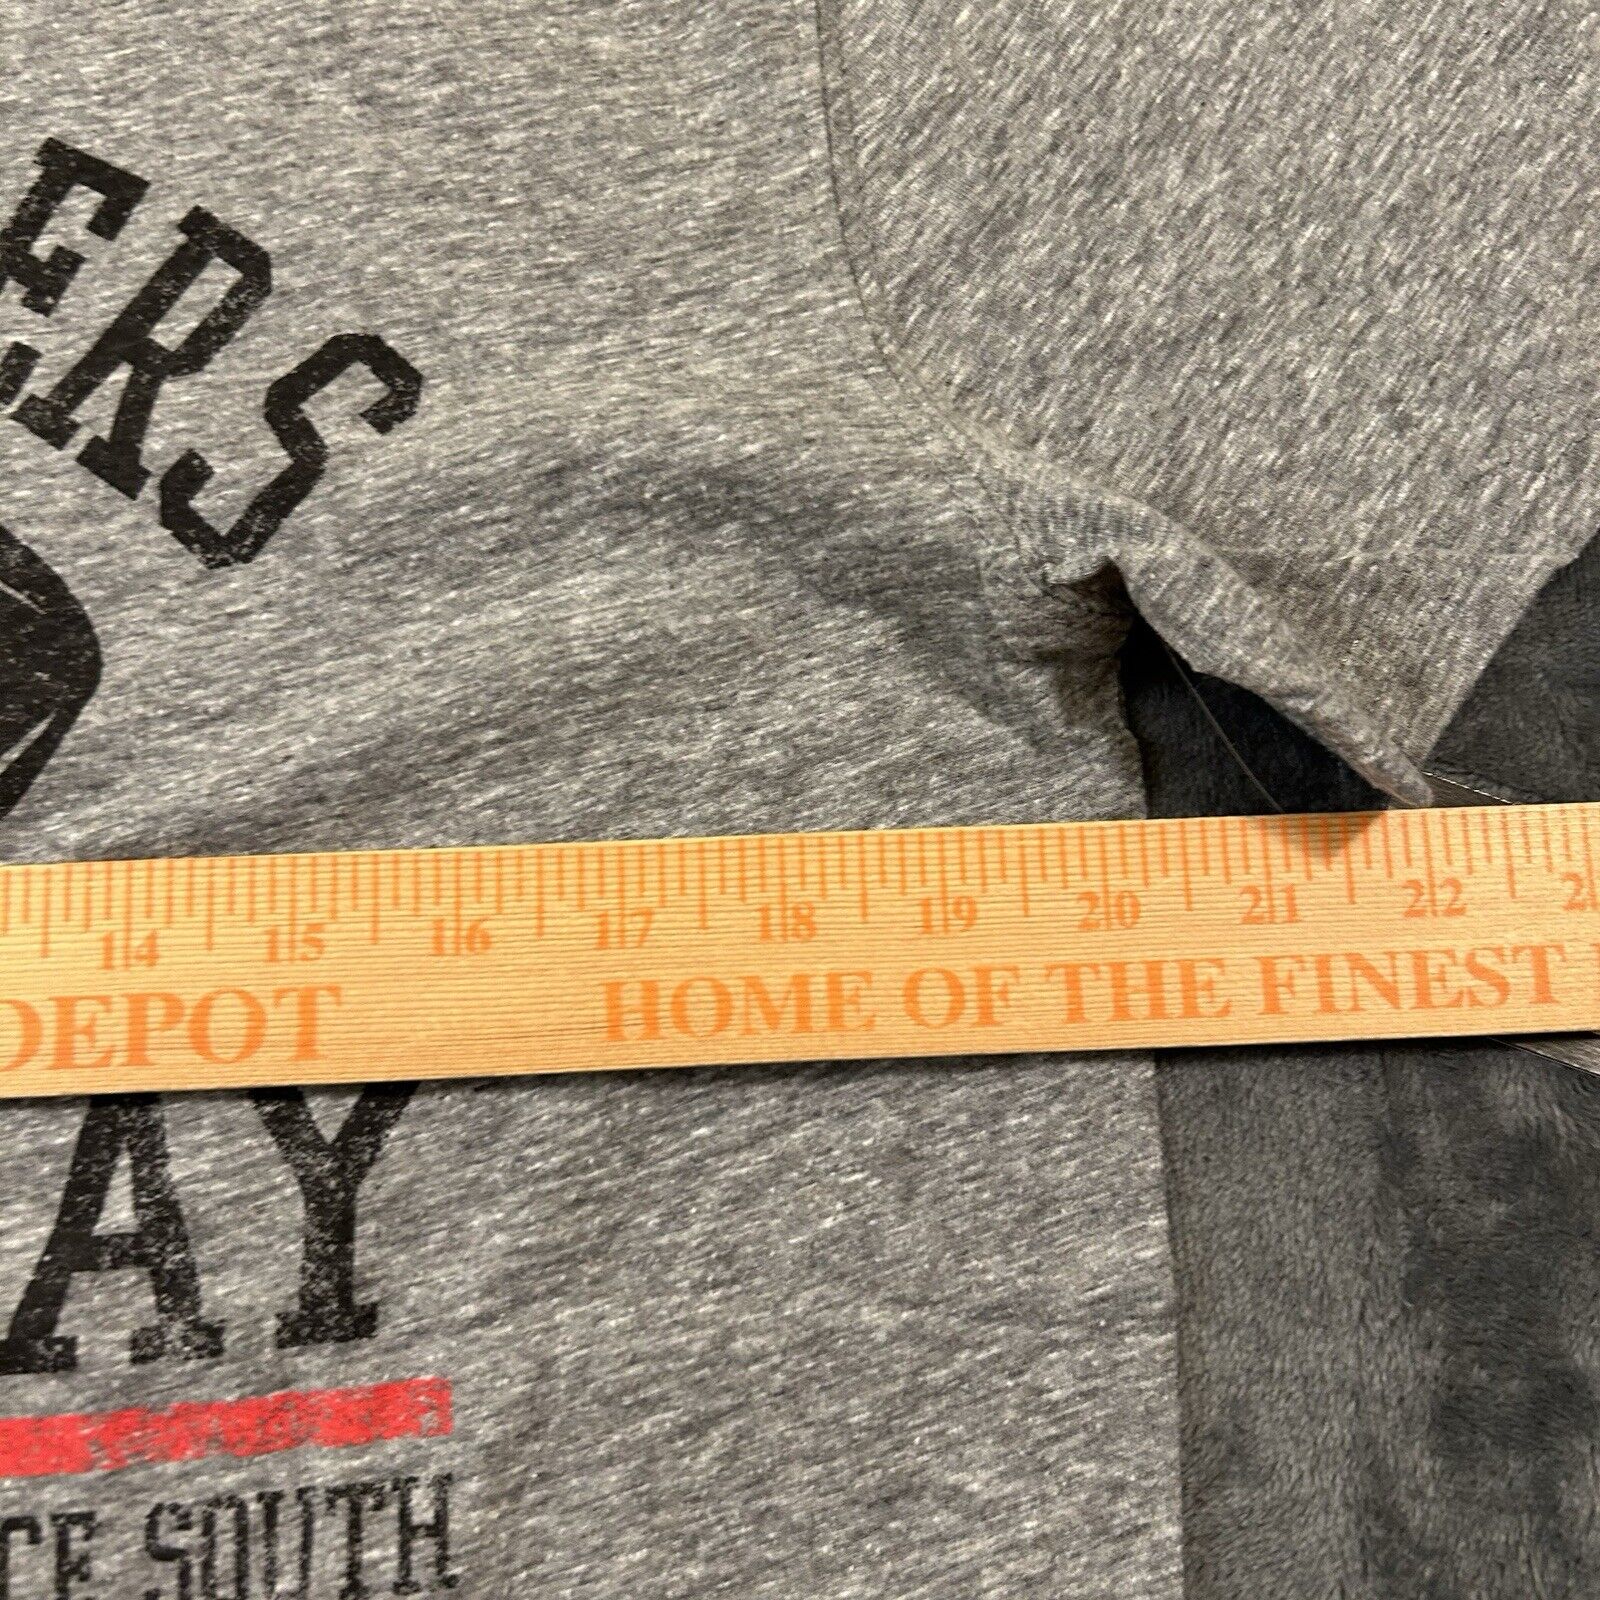 ERS
14 15 16 17 18 19 20 21 22
DEPOT HOME OF THE FINEST
AY
CE SOUTH